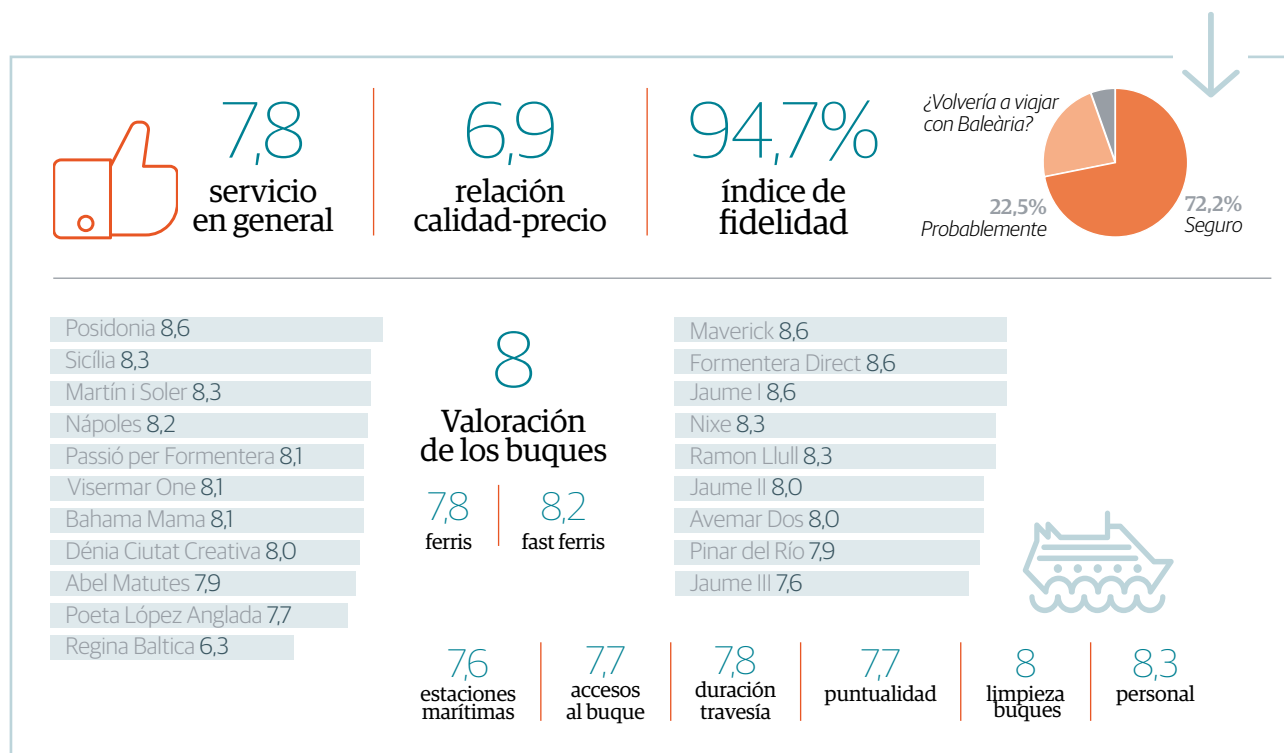 7,8
servicio
en general
6,9
relación
calidad-precio
94,7%
índice de
fidelidad
¿Volvería a viajar
con Baleària?
22,5%
Probablemente
72,2%
Seguro
Posidonia 8,6
Sicília 8,3
Martín i Soler 8,3
Nápoles 8,2
Passió per Formentera 8,1
Visermar One 8,1
Bahama Mama 8,1
Dénia Ciutat Creativa 8,0
Abel Matutes 7,9
Poeta López Anglada 7,7
Regina Baltica 6,3
8
Valoración
de los buques
7,8
ferris
8,2
fast ferris
Maverick 8,6
Formentera Direct 8,6
Jaume I 8,6
Nixe 8,3
Ramon Llull 8,3
Jaume II 8,0
Avemar Dos 8,0
Pinar del Río 7,9
Jaume III 7,6
7,6
estaciones
marítimas
7,7
accesos
al buque
7,8
duración
travesía
7,7
puntualidad
8
limpieza
buques
8,3
personal